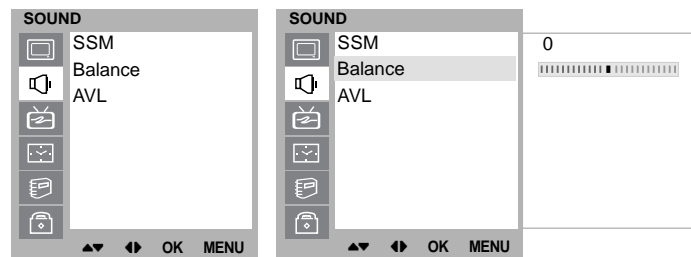 SOUND
SSM
Balance
AVL
▲▼ ◀▶ OK MENU
SOUND
SSM
Balance
AVL
0
▲▼ ◀▶ OK MENU